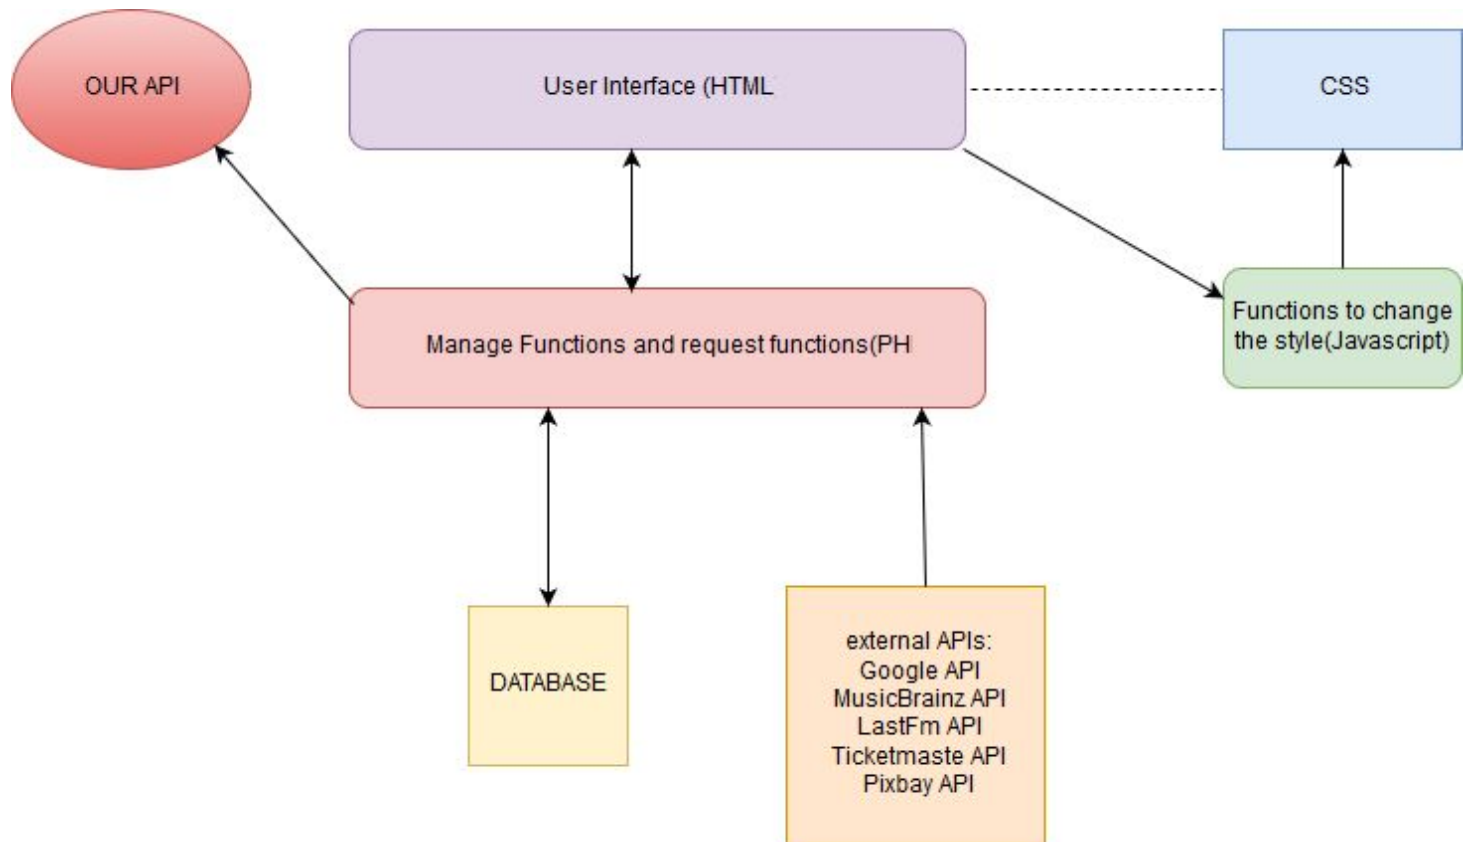 OUR API
User Interface (HTML
CSS
Functions to change
the style(Javascript)
Manage Functions and request functions(PH
DATABASE
external APIs:
Google API
MusicBrainz API
LastFm API
Ticketmaste API
Pixbay API